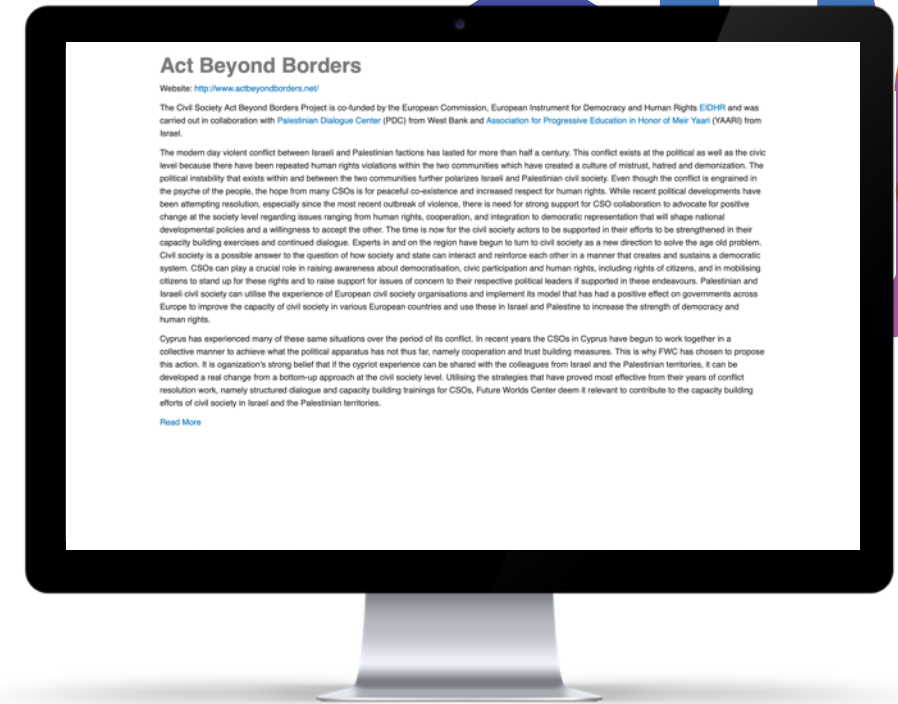 Act Beyond Borders
Website: http://www.actbeyondborders.net/
The Civil Society Act Beyond Borders Project is co-funded by the European Commission, European Instrument for Democracy and Human Rights EIDHR and was
carried out in collaboration with Palestinian Dialogue Center (PDC) from West Bank and Association for Progressive Education in Honor of Meir Yaari (YAARI) from
Israel.
The modern day violent conflict between Israeli and Palestinian factions has lasted for more than half a century. This conflict exists at the political as well as the civic
level because there have been repeated human rights violations within the two communities which have created a culture of mistrust, hatred and demonization. The
political instability that exists within and between the two communities further polarizes Israeli and Palestinian civil society. Even though the conflict is engrained in
the psyche of the people, the hope from many CSOs is for peaceful co-existence and increased respect for human rights. While recent political developments have
been attempting resolution, especially since the most recent outbreak of violence, there is need for strong support for CSO collaboration to advocate for positive
change at the society level regarding issues ranging from human rights, cooperation, and integration to democratic representation that will shape national
developmental policies and a willingness to accept the other. The time is now for the civil society actors to be supported in their efforts to be strengthened in their
capacity building exercises and continued dialogue. Experts in and on the region have begun to turn to civil society as a new direction to solve the age old problem.
Civil society is a possible answer to the question of how society and state can interact and reinforce each other in a manner that creates and sustains a democratic
system. CSOs can play a crucial role in raising awareness about democratisation, civic participation and human rights, including rights of citizens, and in mobilising
citizens to stand up for these rights and to raise support for issues of concern to their respective political leaders if supported in these endeavours. Palestinian and
Israeli civil society can utilise the experience of European civil society organisations and implement its model that has had a positive effect on governments across
Europe to improve the capacity of civil society in various European countries and use these in Israel and Palestine to increase the strength of democracy and
human rights.
Cyprus has experienced many of these same situations over the period of its conflict. In recent years the CSOs in Cyprus have begun to work together in a
collective manner to achieve what the political apparatus has not thus far, namely cooperation and trust building measures. This is why FWC has chosen to propose
this action. It is oganization's strong belief that if the cypriot experience can be shared with the colleagues from Israel and the Palestinian territories, it can be
developed a real change from a bottom-up approach at the civil society level. Utilising the strategies that have proved most effective from their years of conflict
resolution work, namely structured dialogue and capacity building trainings for CSOs, Future Worlds Center deem it relevant to contribute to the capacity building
efforts of civil society in Israel and the Palestinian territories.
Read More